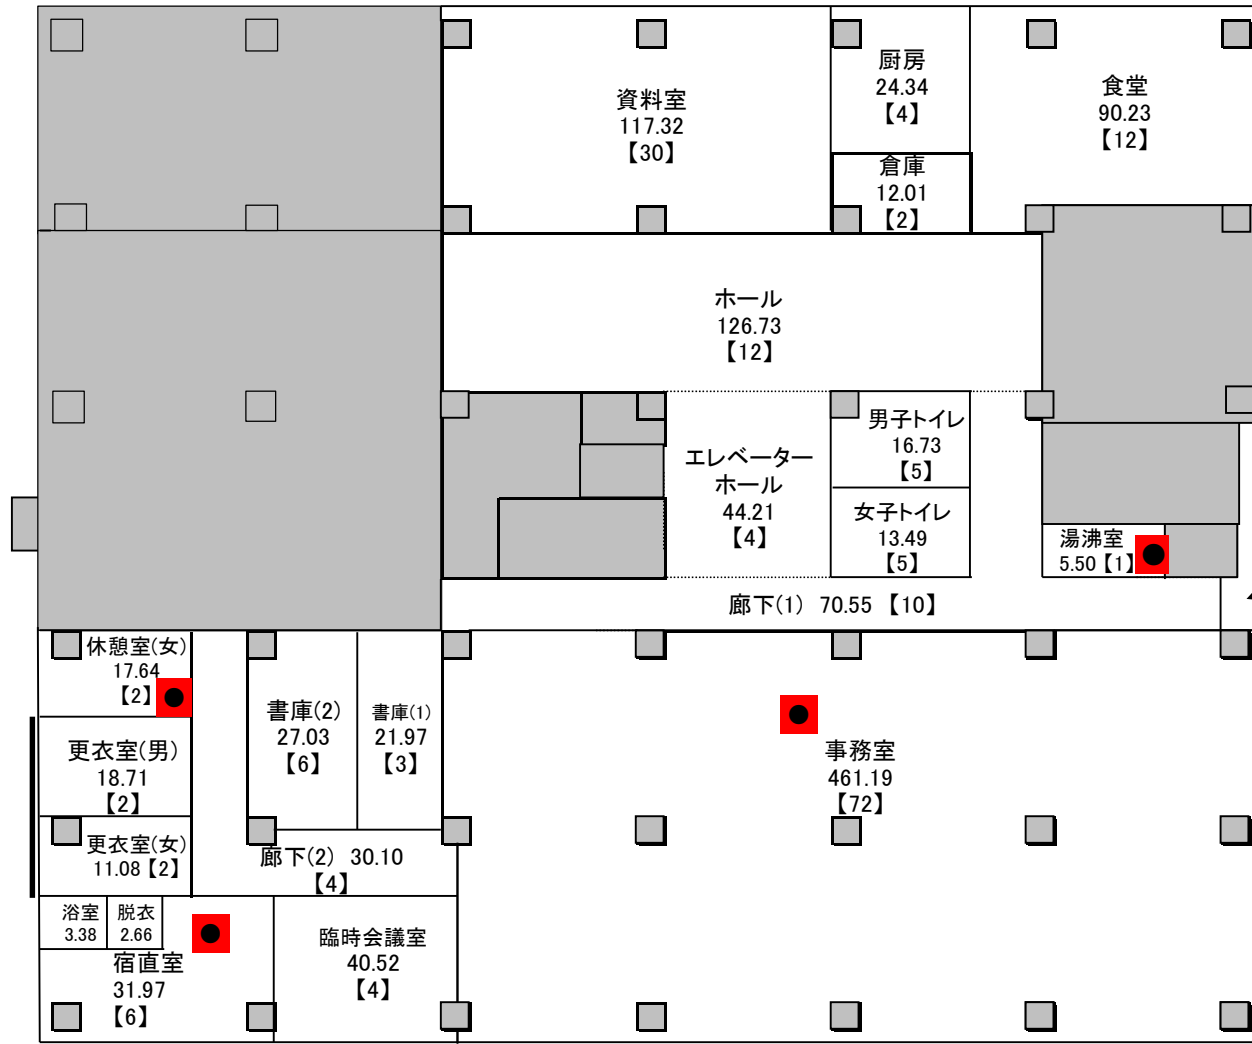 資料室
117.32
【30】
厨房
24.34
【4】
食堂
90.23
【12】
倉庫
12.01
【2】
ホール
126.73
【12】
エレベーター
ホール
44.21
【4】
男子トイレ
16.73
【5】
女子トイレ
13.49
【5】
湯沸室
5.50【1】
廊下(1) 70.55 【10】
休憩室(女)
17.64
【2】
更衣室(男)
18.71
【2】
更衣室(女)
11.08【2】
書庫(2)
27.03
【6】
書庫(1)
21.97
【3】
事務室
461.19
【72】
廊下(2) 30.10
【4】
浴室
3.38
脱衣
2.66
宿直室
31.97
【6】
臨時会議室
40.52
【4】